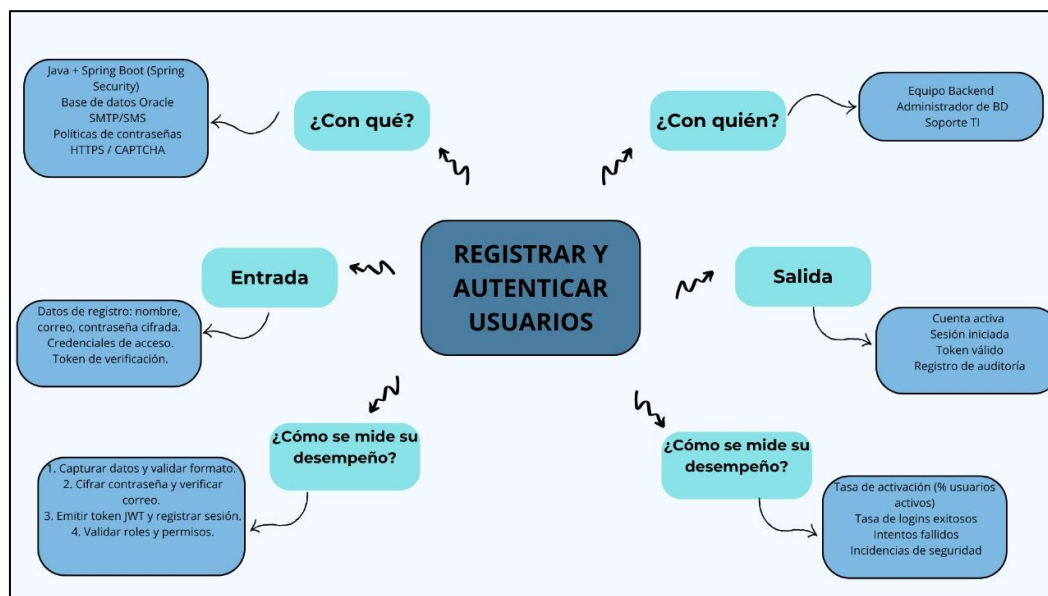 Java + Spring Boot (Spring
Security)
Base de datos Oracle
SMTP/SMS
Políticas de contraseñas
HTTPS / CAPTCHA
¿Con qué?
¿Con quién?
Equipo Backend
Administrador de BD
Soporte TI
REGISTRAR Y
AUTENTICAR
USUARIOS
Entrada
Datos de registro: nombre,
correo, contraseña cifrada.
Credenciales de acceso.
Token de verificación.
Salida
Cuenta activa
Sesión iniciada
Token válido
Registro de auditoría
¿Cómo se mide su
desempeño?
1. Capturar datos y validar formato.
2. Cifrar contraseña y verificar
correo.
3. Emitir token JWT y registrar sesión.
4. Validar roles y permisos.
¿Cómo se mide su
desempeño?
Tasa de activación (% usuarios
activos)
Tasa de logins exitosos
Intentos fallidos
Incidencias de seguridad